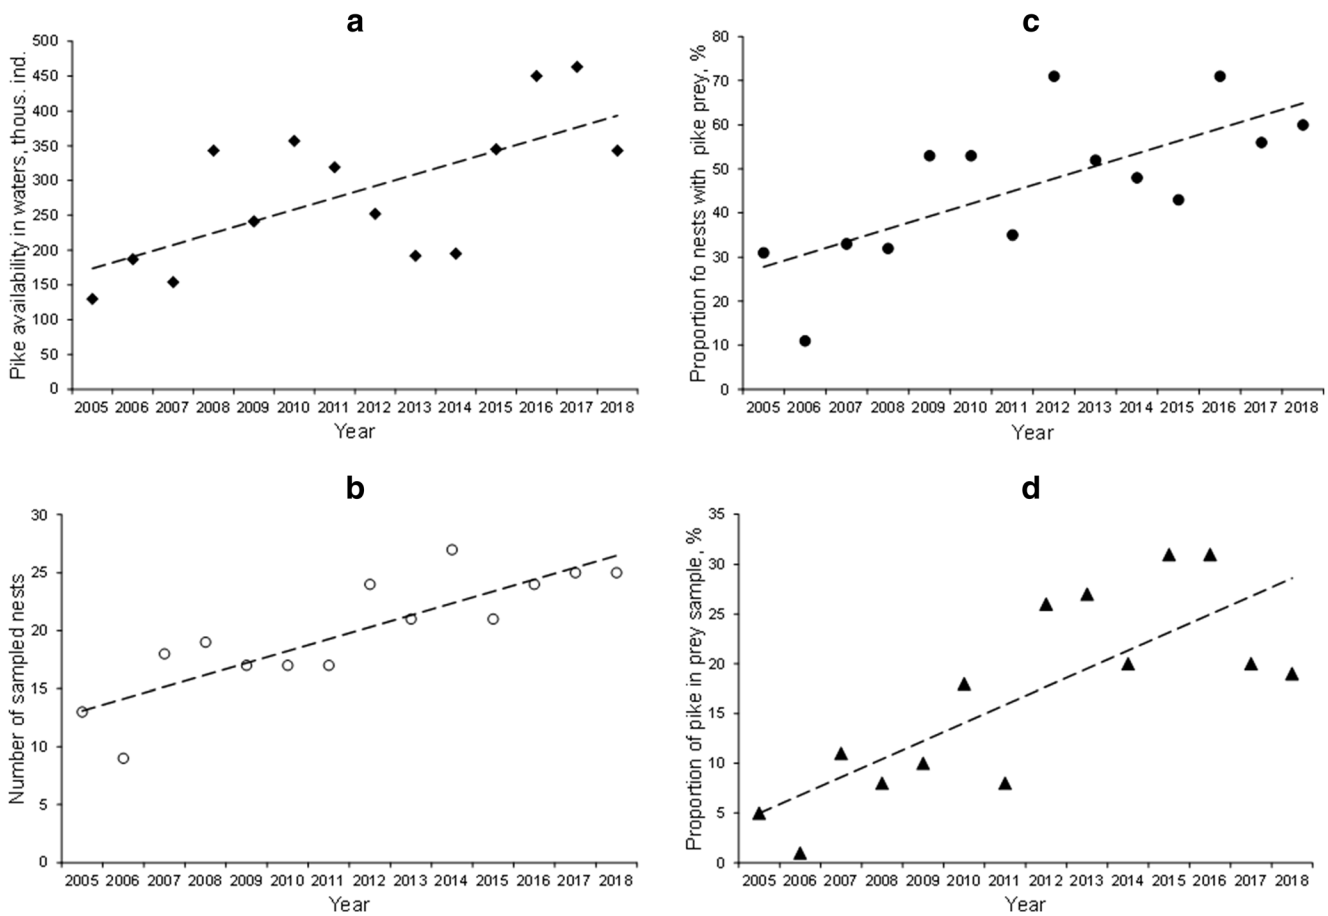 a
Pike availability in waters, thous. ind.
500
450
400
350
300
250
200
150
100
50
0
2005 2006 2007 2008 2009 2010 2011 2012 2013 2014 2015 2016 2017 2018
Year
c
Proportion fo nests with pike prey, %
80
70
60
50
40
30
20
10
0
2005 2006 2007 2008 2009 2010 2011 2012 2013 2014 2015 2016 2017 2018
Year
b
Number of sampled nests
30
25
20
15
10
5
0
2005 2006 2007 2008 2009 2010 2011 2012 2013 2014 2015 2016 2017 2018
Year
d
Proportion of pike in prey sample, %
35
30
25
20
15
10
5
0
2005 2006 2007 2008 2009 2010 2011 2012 2013 2014 2015 2016 2017 2018
Year